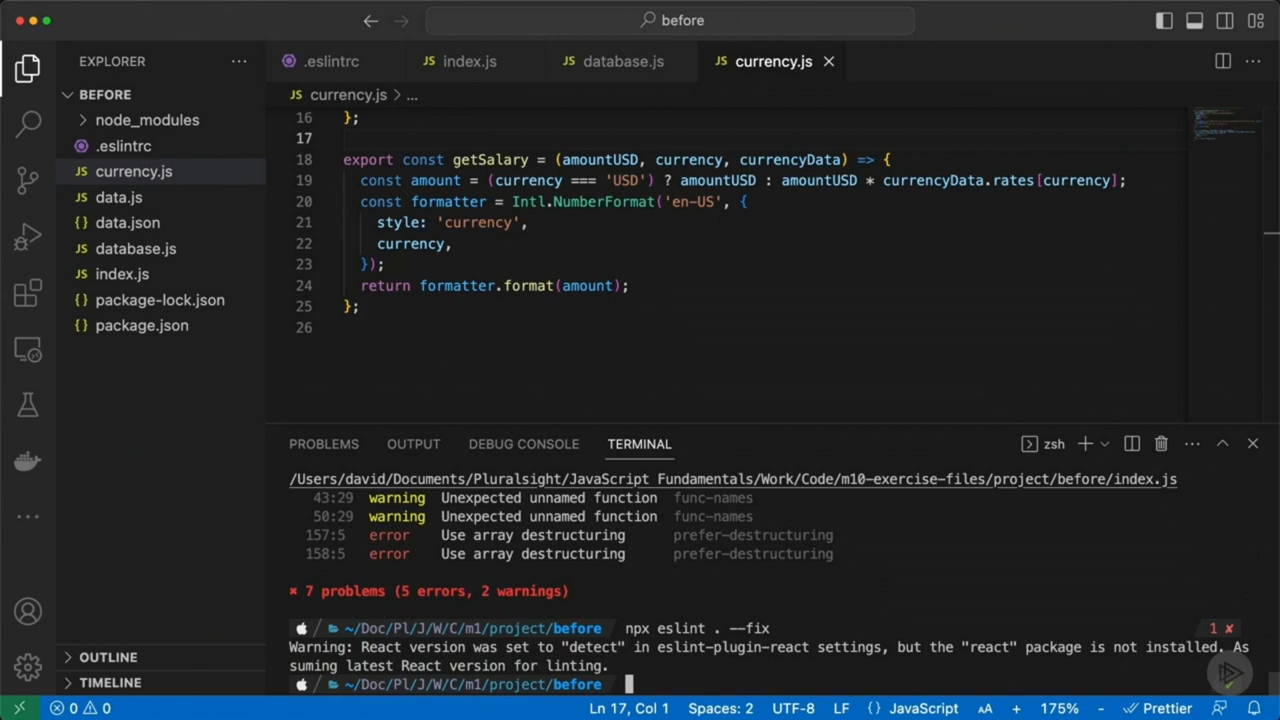 before
EXPLORER
BEFORE
node_modules
.eslintrc
JS currency.js
JS data.js
{} data.json
JS database.js
JS index.js
{} package-lock.json
{} package.json
OUTLINE
TIMELINE
.eslintrc
JS index.js
JS database.js
JS currency.js
JS currency.js > ...
16 };
17
18 export const getSalary = (amountUSD, currency, currencyData) => {
19 const amount = (currency === 'USD') ? amountUSD : amountUSD * currencyData.rates[currency];
20 const formatter = Intl.NumberFormat('en-US', {
21 style: 'currency',
22 currency,
23 });
24 return formatter.format(amount);
25 };
26
PROBLEMS OUTPUT DEBUG CONSOLE TERMINAL zsh
/Users/david/Documents/Pluralsight/JavaScript Fundamentals/Work/Code/m10-exercise-files/project/before/index.js
43:29 warning Unexpected unnamed function func-names
50:29 warning Unexpected unnamed function func-names
157:5 error Use array destructuring prefer-destructuring
158:5 error Use array destructuring prefer-destructuring
✖ 7 problems (5 errors, 2 warnings)
~/Doc/Pl/J/W/C/m1/project/before npx eslint . --fix 1 ✘
Warning: React version was set to "detect" in eslint-plugin-react settings, but the "react" package is not installed. As
suming latest React version for linting.
~/Doc/Pl/J/W/C/m1/project/before
0 0 Ln 17, Col 1 Spaces: 2 UTF-8 LF {} JavaScript AA + 175% - Prettier